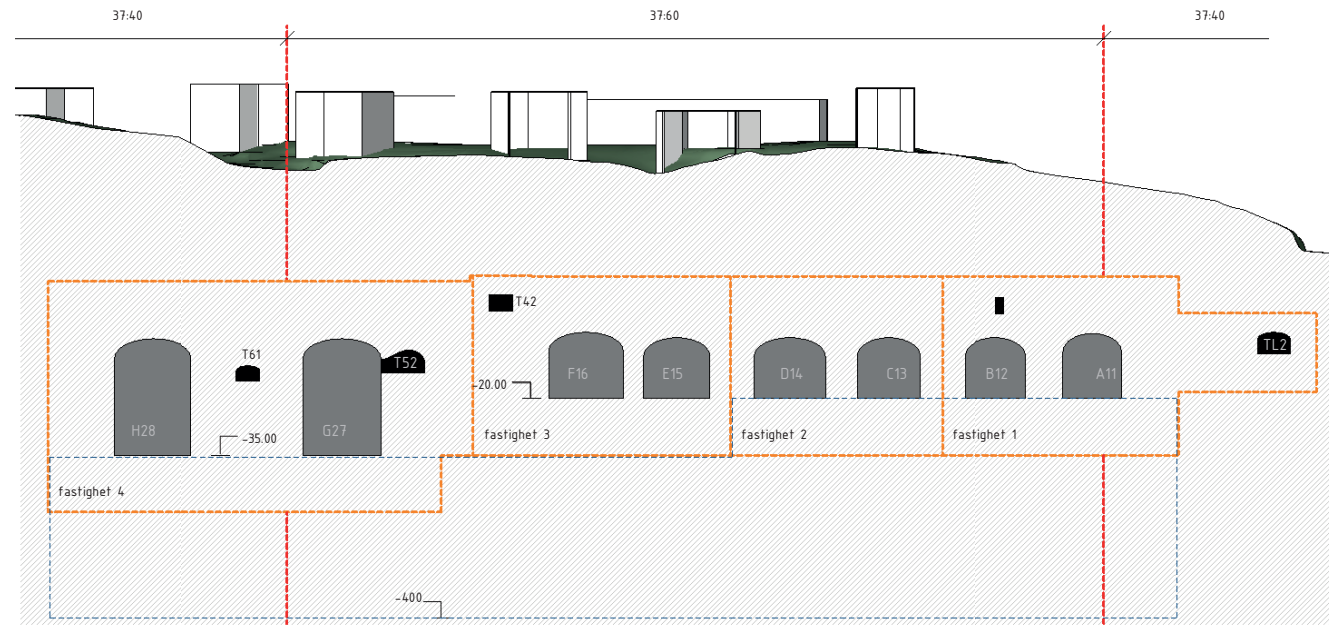 37:40 37:60 37:40
T42
T61 T52 TL2
F16 E15 D14 C13 B12 A11
-20.00
H28 G27
-35.00 fastighet 3 fastighet 2 fastighet 1
fastighet 4
-400